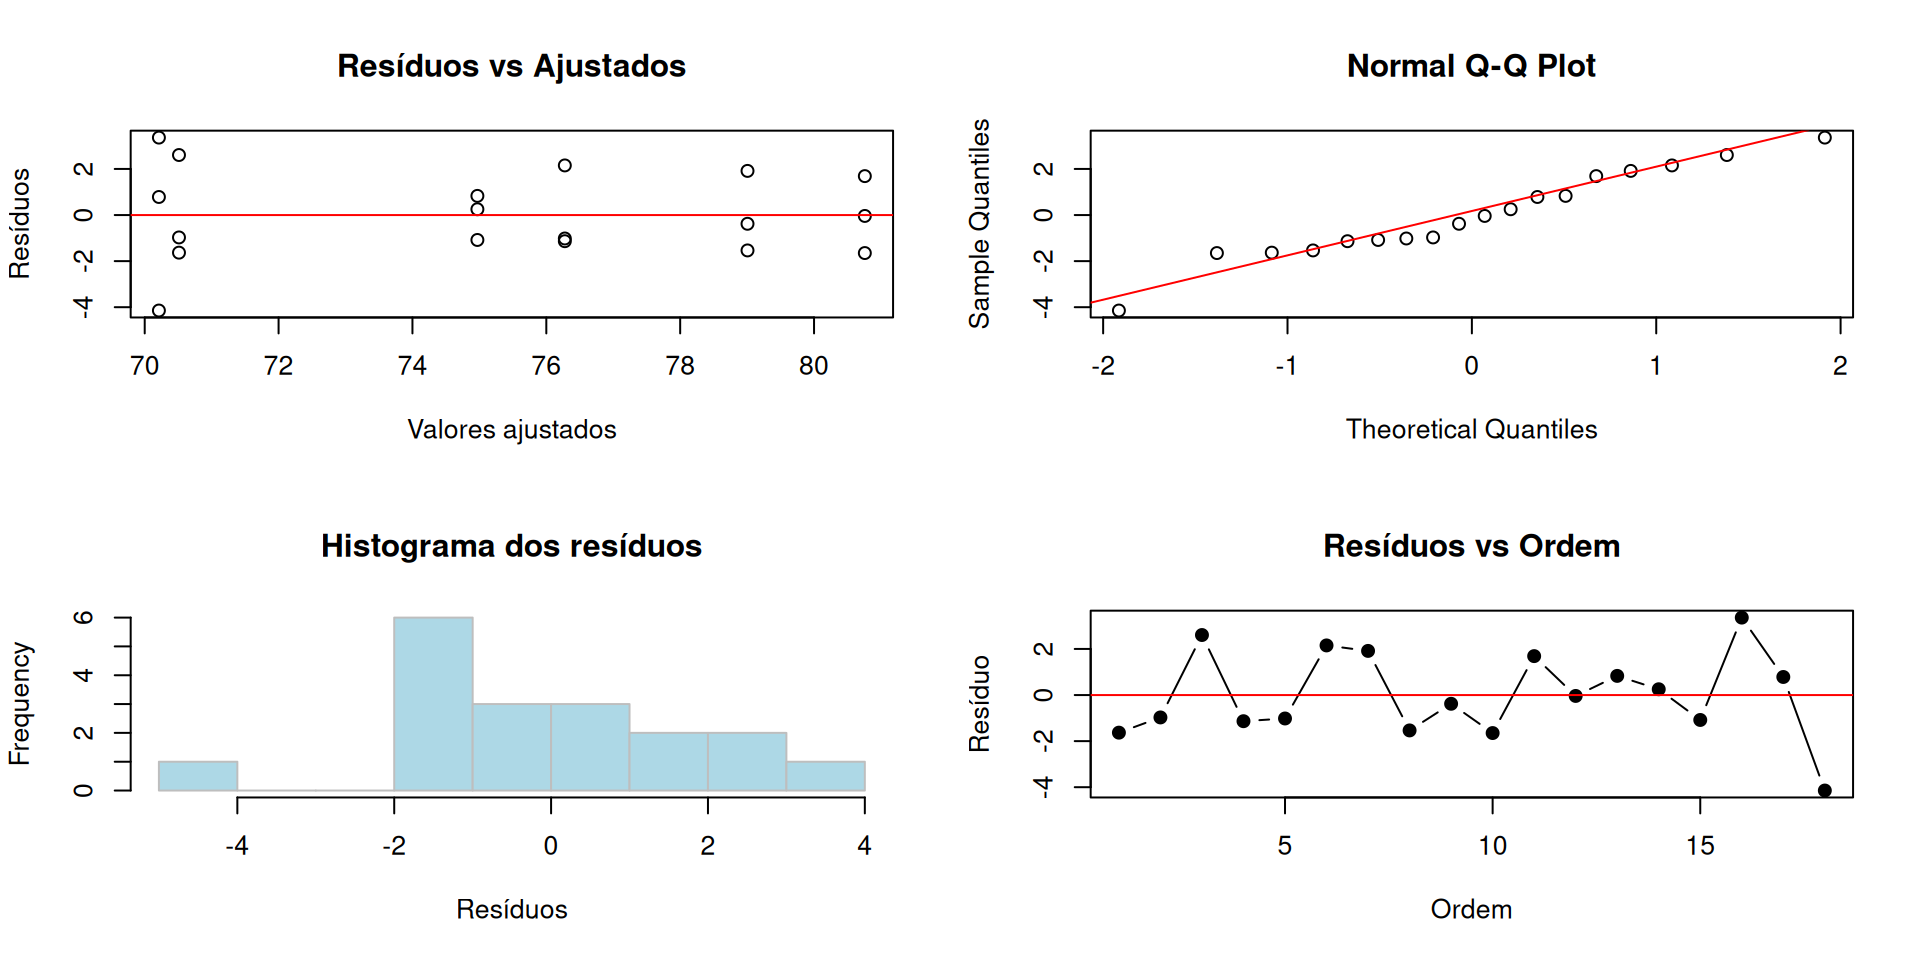 Resíduos vs Ajustados
Resíduos
2
0
-2
-4
70 72 74 76 78 80
Valores ajustados
Normal Q-Q Plot
Sample Quantiles
2
0
-2
-4
-2 -1 0 1 2
Theoretical Quantiles
Histograma dos resíduos
Frequency
6
4
2
0
-4 -2 0 2 4
Resíduos
Resíduos vs Ordem
Resíduo
2
0
-2
-4
5 10 15
Ordem